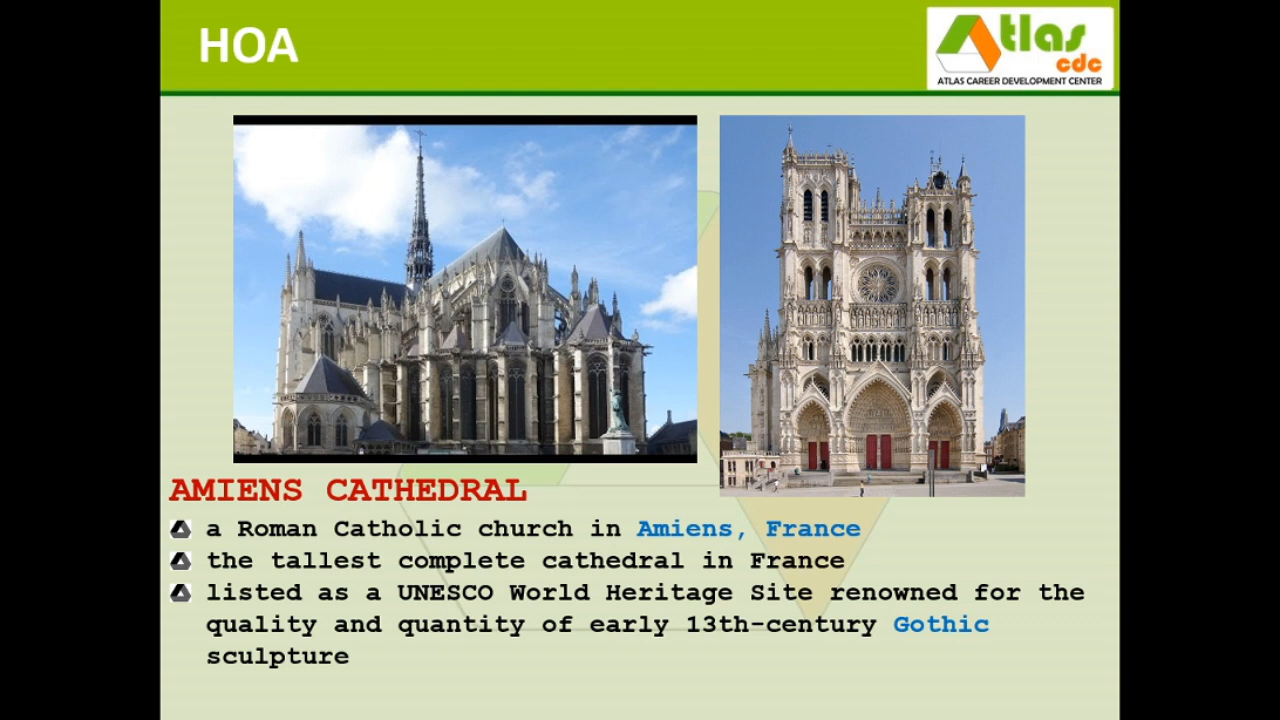 HOA
Atlas
cdc
ATLAS CAREER DEVELOPMENT CENTER
AMIENS CATHEDRAL
a Roman Catholic church in Amiens, France
the tallest complete cathedral in France
listed as a UNESCO World Heritage Site renowned for the
quality and quantity of early 13th-century Gothic
sculpture